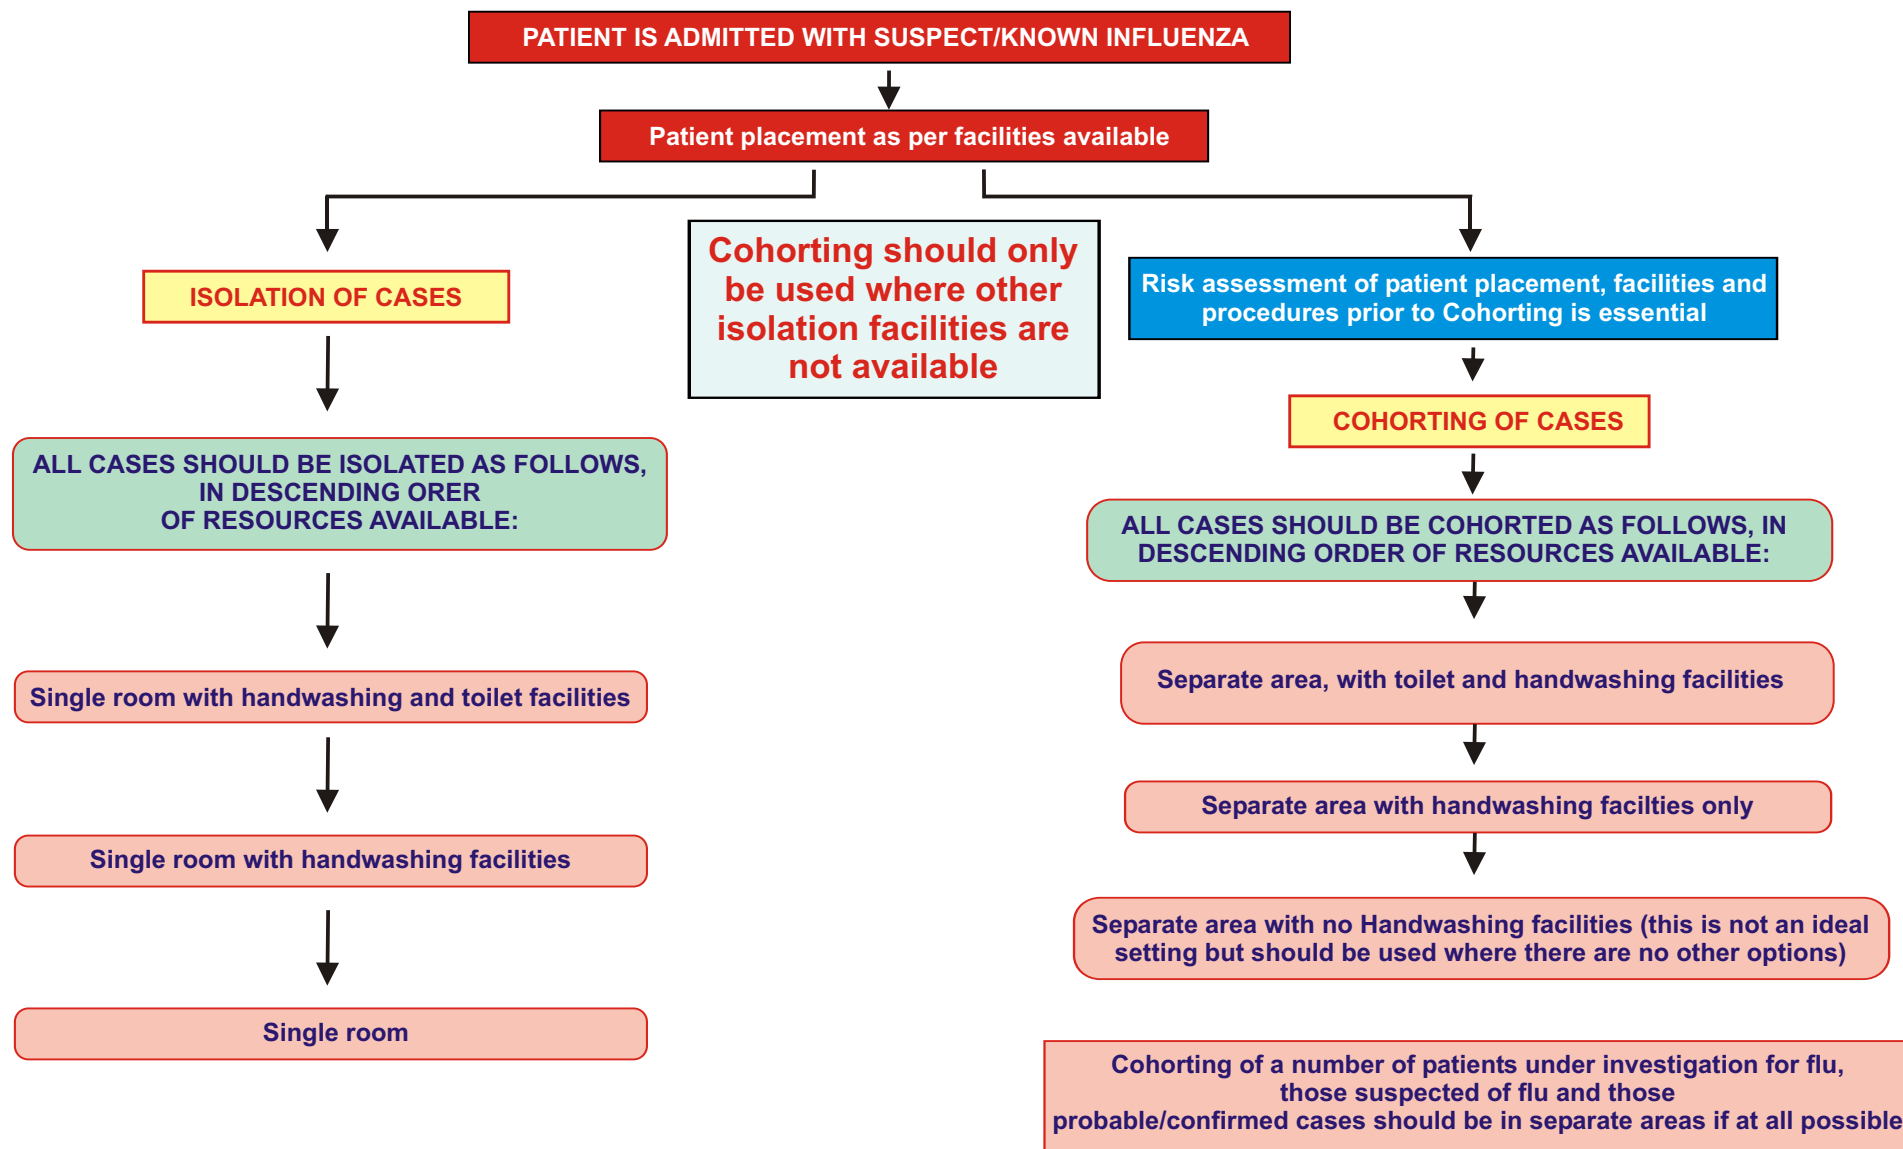 PATIENT IS ADMITTED WITH SUSPECT/KNOWN INFLUENZA
Patient placement as per facilities available
Cohorting should only
be used where other
isolation facilities are
not available
ISOLATION OF CASES
ALL CASES SHOULD BE ISOLATED AS FOLLOWS,
IN DESCENDING ORER
OF RESOURCES AVAILABLE:
Single room with handwashing and toilet facilities
Single room with handwashing facilities
Single room
Risk assessment of patient placement, facilities and
procedures prior to Cohorting is essential
COHORTING OF CASES
ALL CASES SHOULD BE COHORTED AS FOLLOWS, IN
DESCENDING ORDER OF RESOURCES AVAILABLE:
Separate area, with toilet and handwashing facilities
Separate area with handwashing facilties only
Separate area with no Handwashing facilities (this is not an ideal
setting but should be used where there are no other options)
Cohorting of a number of patients under investigation for flu,
those suspected of flu and those
probable/confirmed cases should be in separate areas if at all possible